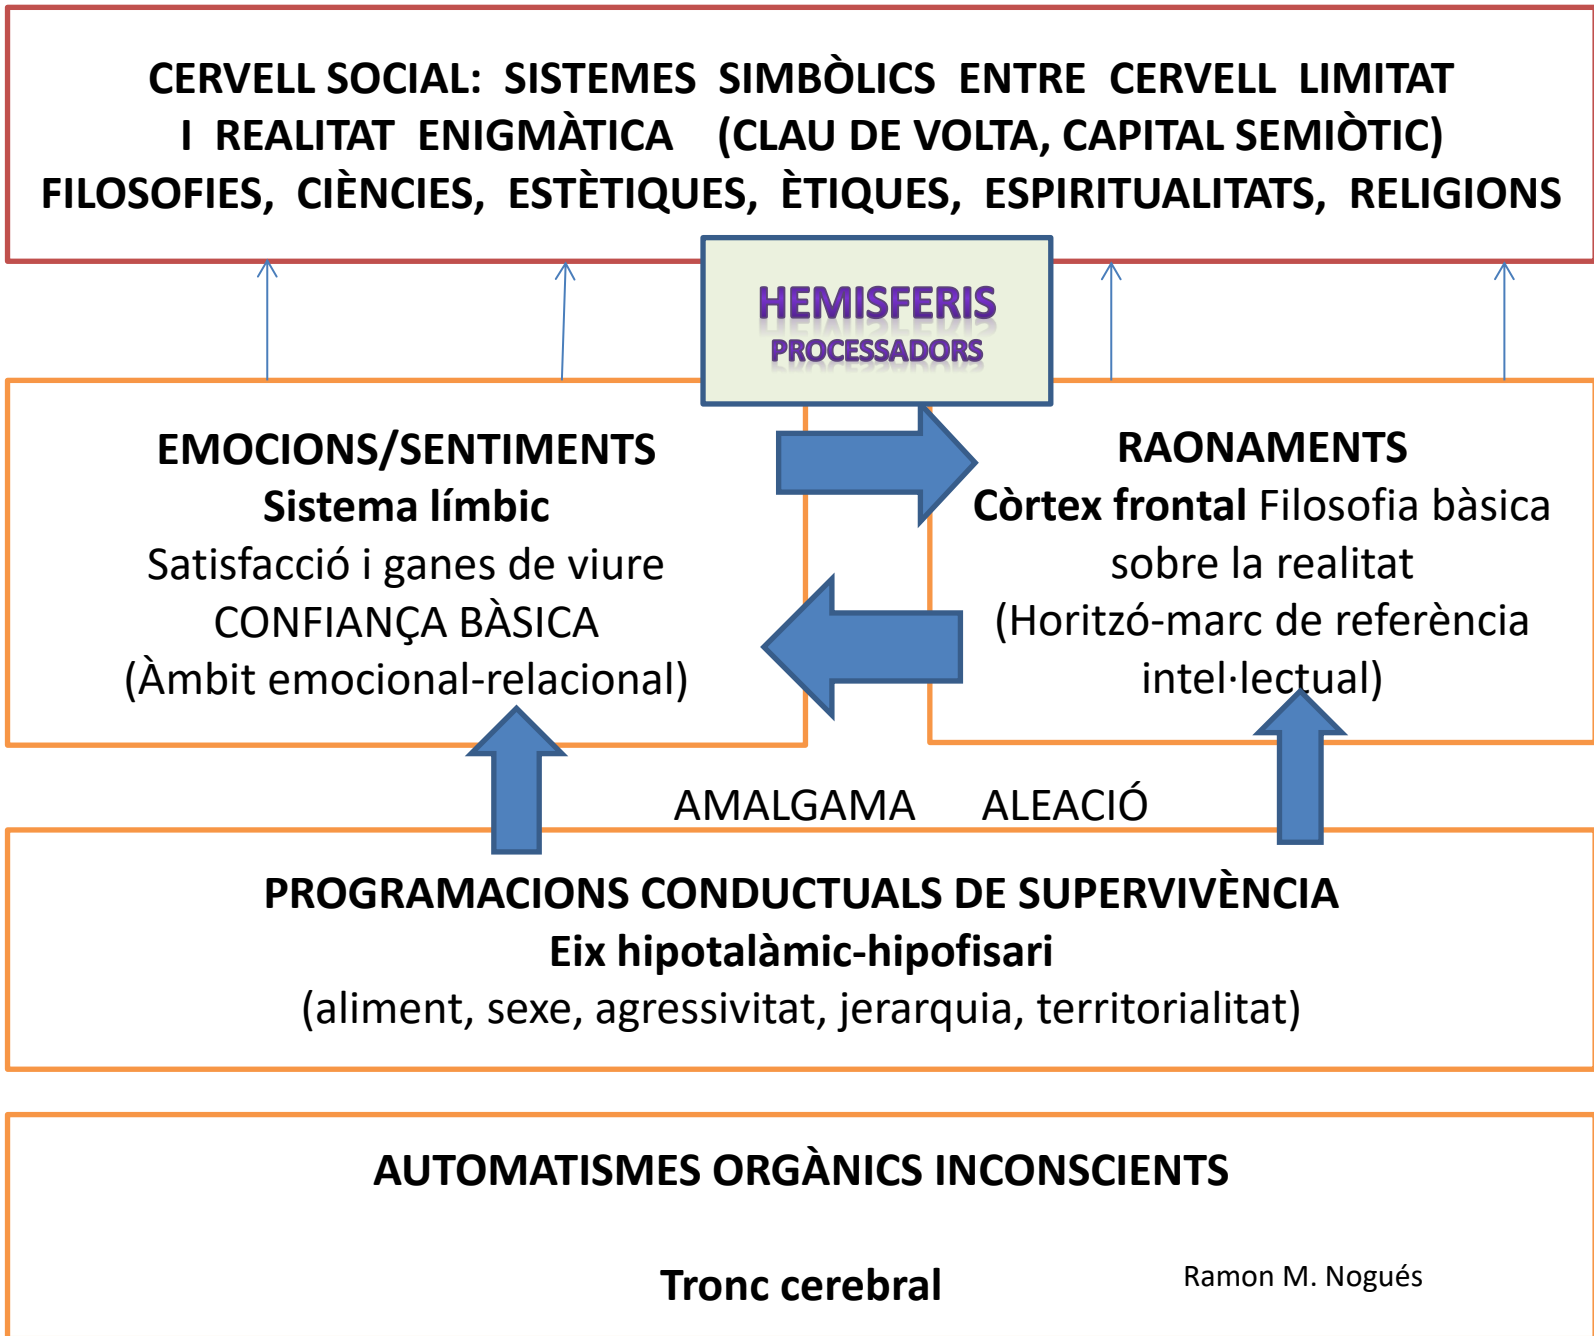 CERVELL SOCIAL: SISTEMES SIMBÒLICS ENTRE CERVELL LIMITAT
I REALITAT ENIGMÀTICA (CLAU DE VOLTA, CAPITAL SEMIÒTIC)
FILOSOFIES, CIÈNCIES, ESTÈTIQUES, ÈTIQUES, ESPIRITUALITATS, RELIGIONS
HEMISFERIS
PROCESSADORS
EMOCIONS/SENTIMENTS
Sistema límbic
Satisfacció i ganes de viure
CONFIANÇA BÀSICA
(Àmbit emocional-relacional)
RAONAMENTS
Còrtex frontal Filosofia bàsica
sobre la realitat
(Horitzó-marc de referència
intel·lectual)
AMALGAMA ALEACIÓ
PROGRAMACIONS CONDUCTUALS DE SUPERVIVÈNCIA
Eix hipotalàmic-hipofisari
(aliment, sexe, agressivitat, jerarquia, territorialitat)
AUTOMATISMES ORGÀNICS INCONSCIENTS
Tronc cerebral
Ramon M. Nogués